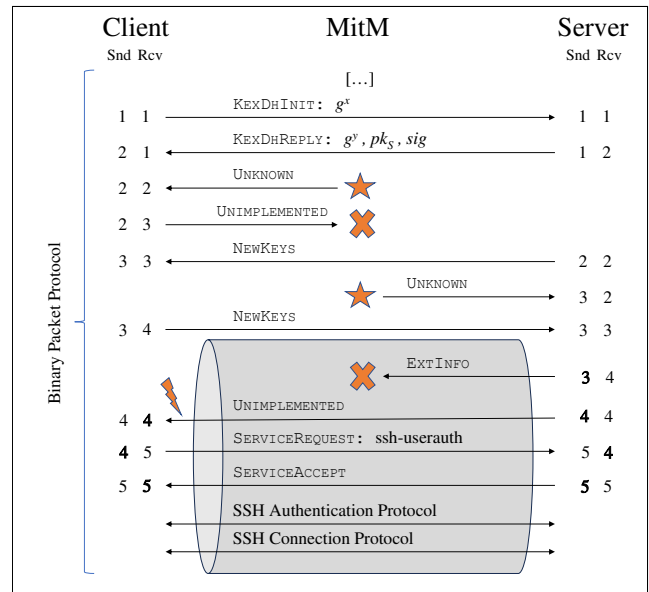 Client MitM Server
Snd Rcv Snd Rcv
[…]
KEXDHINIT: g^x
1 1 1 1
KEXDHREPLY: g^y, pk_S, sig
2 1 1 2
UNKNOWN
2 2
UNIMPLEMENTED
2 3
NEWKEYS
3 3 2 2
UNKNOWN
3 2
NEWKEYS
3 4 3 3
EXTINFO
3 4
UNIMPLEMENTED
4 4 4 4
SERVICEREQUEST: ssh-userauth
4 5 5 4
SERVICEACCEPT
5 5 5 5
SSH Authentication Protocol
SSH Connection Protocol
Binary Packet Protocol